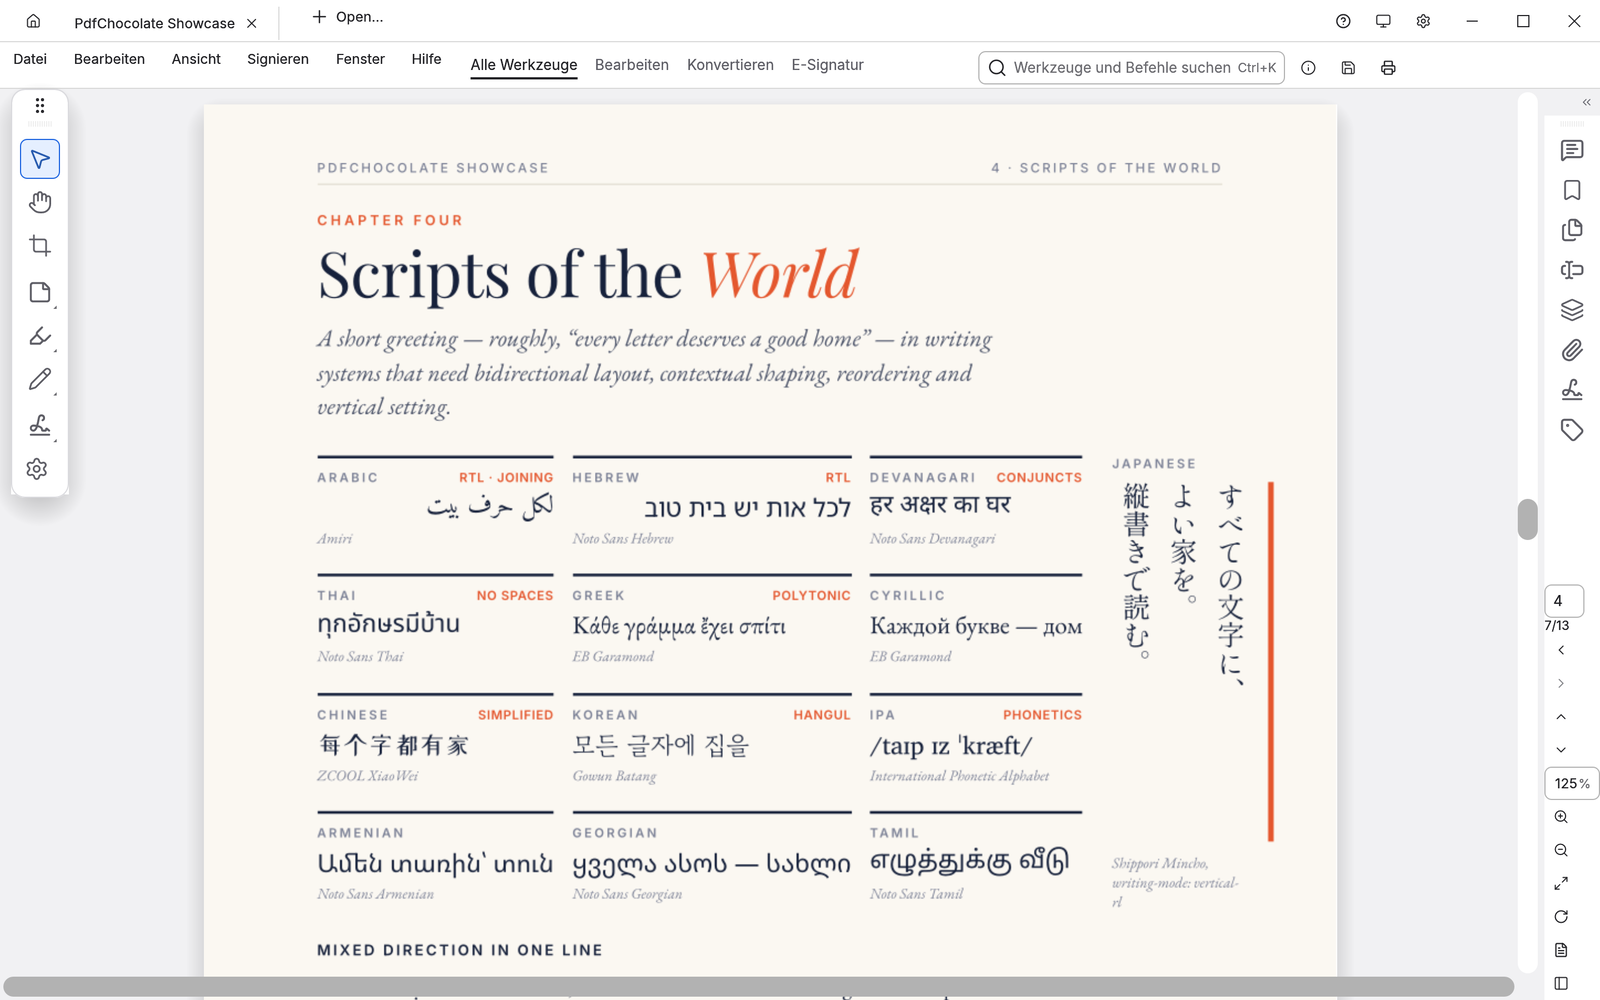 PdfChocolate Showcase
Open...
Datei Bearbeiten Ansicht Signieren Fenster Hilfe
Alle Werkzeuge Bearbeiten Konvertieren E-Signatur
Werkzeuge und Befehle suchen Ctrl+K
PDFCHOCOLATE SHOWCASE
4 · SCRIPTS OF THE WORLD
CHAPTER FOUR
Scripts of the World
A short greeting — roughly, “every letter deserves a good home” — in writing
systems that need bidirectional layout, contextual shaping, reordering and
vertical setting.
ARABIC RTL · JOINING
لكل حرف بيت
Amiri
HEBREW RTL
לכל אות יש בית טוב
Noto Sans Hebrew
DEVANAGARI CONJUNCTS
हर अक्षर का घर
Noto Sans Devanagari
THAI NO SPACES
ทุกอักษรมีบ้าน
Noto Sans Thai
GREEK POLYTONIC
Κάθε γράμμα ἔχει σπίτι
EB Garamond
CYRILLIC
Каждой букве — дом
EB Garamond
CHINESE SIMPLIFIED
每个字都有家
ZCOOL XiaoWei
KOREAN HANGUL
모든 글자에 집을
Gowun Batang
IPA PHONETICS
/taɪp ɪz ˈkræft/
International Phonetic Alphabet
ARMENIAN
Ամեն տառին՝ տուն
Noto Sans Armenian
GEORGIAN
ყველა ასოს — სახლი
Noto Sans Georgian
TAMIL
எழுத்துக்கு வீடு
Noto Sans Tamil
JAPANESE
すべての文字に、
よい家を。
縦書きで読む。
Shippori Mincho,
writing-mode: vertical-
rl
MIXED DIRECTION IN ONE LINE
4
7/13
125%